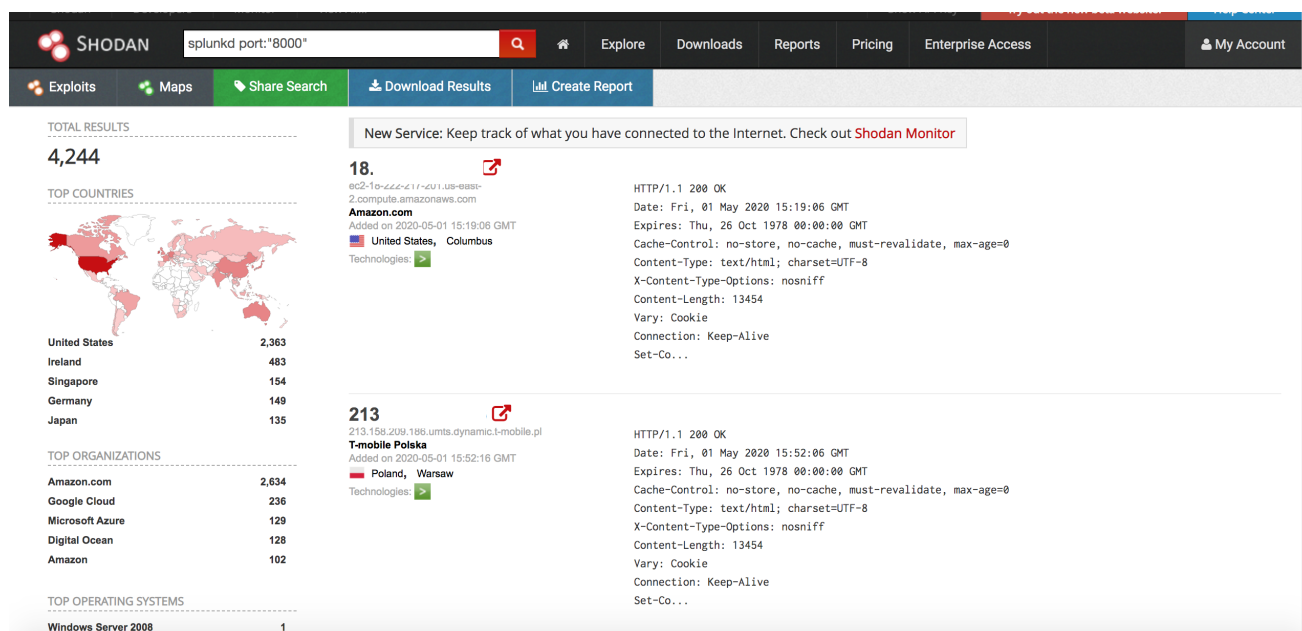 SHODAN
splunkd port:"8000"
Explore
Downloads
Reports
Pricing
Enterprise Access
My Account
Exploits
Maps
Share Search
Download Results
Create Report
TOTAL RESULTS
4,244
TOP COUNTRIES
United States 2,363
Ireland 483
Singapore 154
Germany 149
Japan 135
TOP ORGANIZATIONS
Amazon.com 2,634
Google Cloud 236
Microsoft Azure 129
Digital Ocean 128
Amazon 102
TOP OPERATING SYSTEMS
Windows Server 2008 1
New Service: Keep track of what you have connected to the Internet. Check out Shodan Monitor
18.
2.compute.amazonaws.com
Amazon.com
Added on 2020-05-01 15:19:06 GMT
United States, Columbus
Technologies:
HTTP/1.1 200 OK
Date: Fri, 01 May 2020 15:19:06 GMT
Expires: Thu, 26 Oct 1978 00:00:00 GMT
Cache-Control: no-store, no-cache, must-revalidate, max-age=0
Content-Type: text/html; charset=UTF-8
X-Content-Type-Options: nosniff
Content-Length: 13454
Vary: Cookie
Connection: Keep-Alive
Set-Co...
213
213.158.209.186.umts.dynamic.t-mobile.pl
T-mobile Polska
Added on 2020-05-01 15:52:16 GMT
Poland, Warsaw
Technologies:
HTTP/1.1 200 OK
Date: Fri, 01 May 2020 15:52:06 GMT
Expires: Thu, 26 Oct 1978 00:00:00 GMT
Cache-Control: no-store, no-cache, must-revalidate, max-age=0
Content-Type: text/html; charset=UTF-8
X-Content-Type-Options: nosniff
Content-Length: 13454
Vary: Cookie
Connection: Keep-Alive
Set-Co...